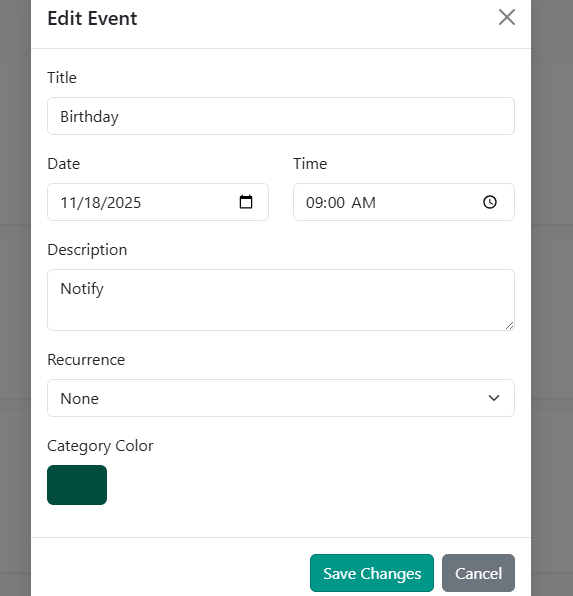 Edit Event
Title
Birthday
Date Time
11/18/2025 09:00 AM
Description
Notify
Recurrence
None
Category Color
Save Changes Cancel